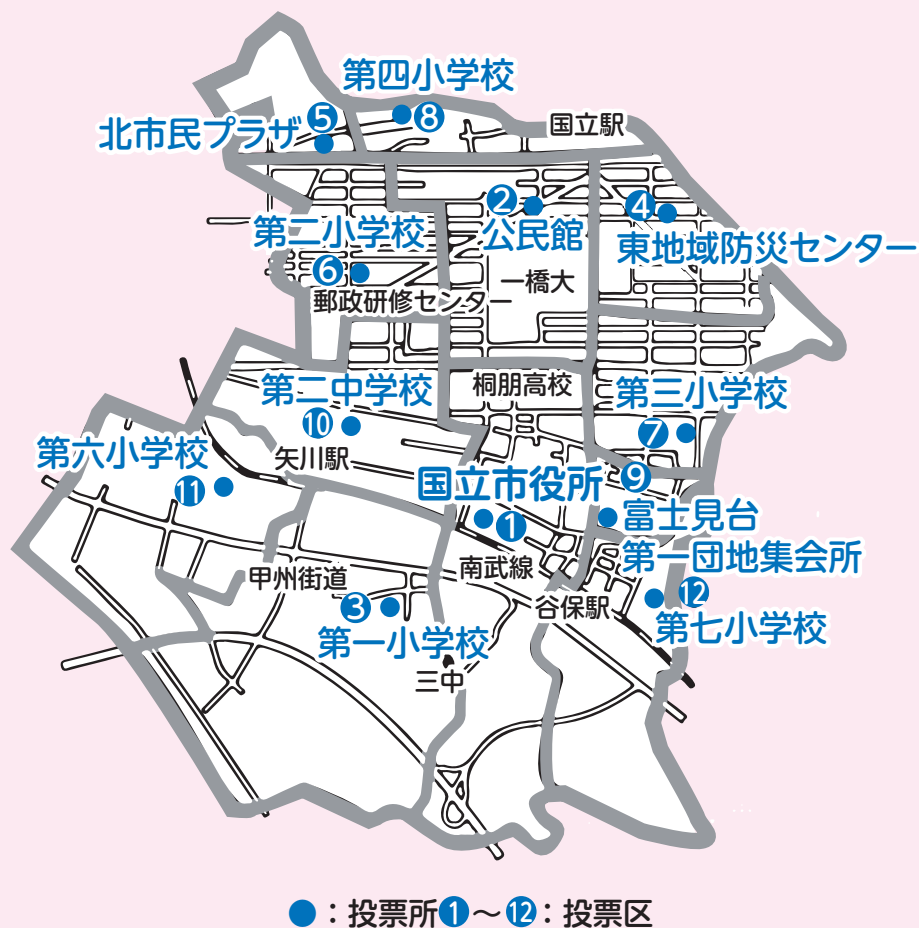 第四小学校
⑤
⑧
国立駅
北市民プラザ
②
④
第二小学校
公民館
東地域防災センター
⑥
一橋大
郵政研修センター
桐朋高校
第二中学校
第三小学校
⑩
⑦
第六小学校
矢川駅
国立市役所
⑨
⑪
①
富士見台
第一団地集会所
南武線
甲州街道
③
谷保駅
⑫
第一小学校
第七小学校
三中
●：投票所❶～⓬：投票区